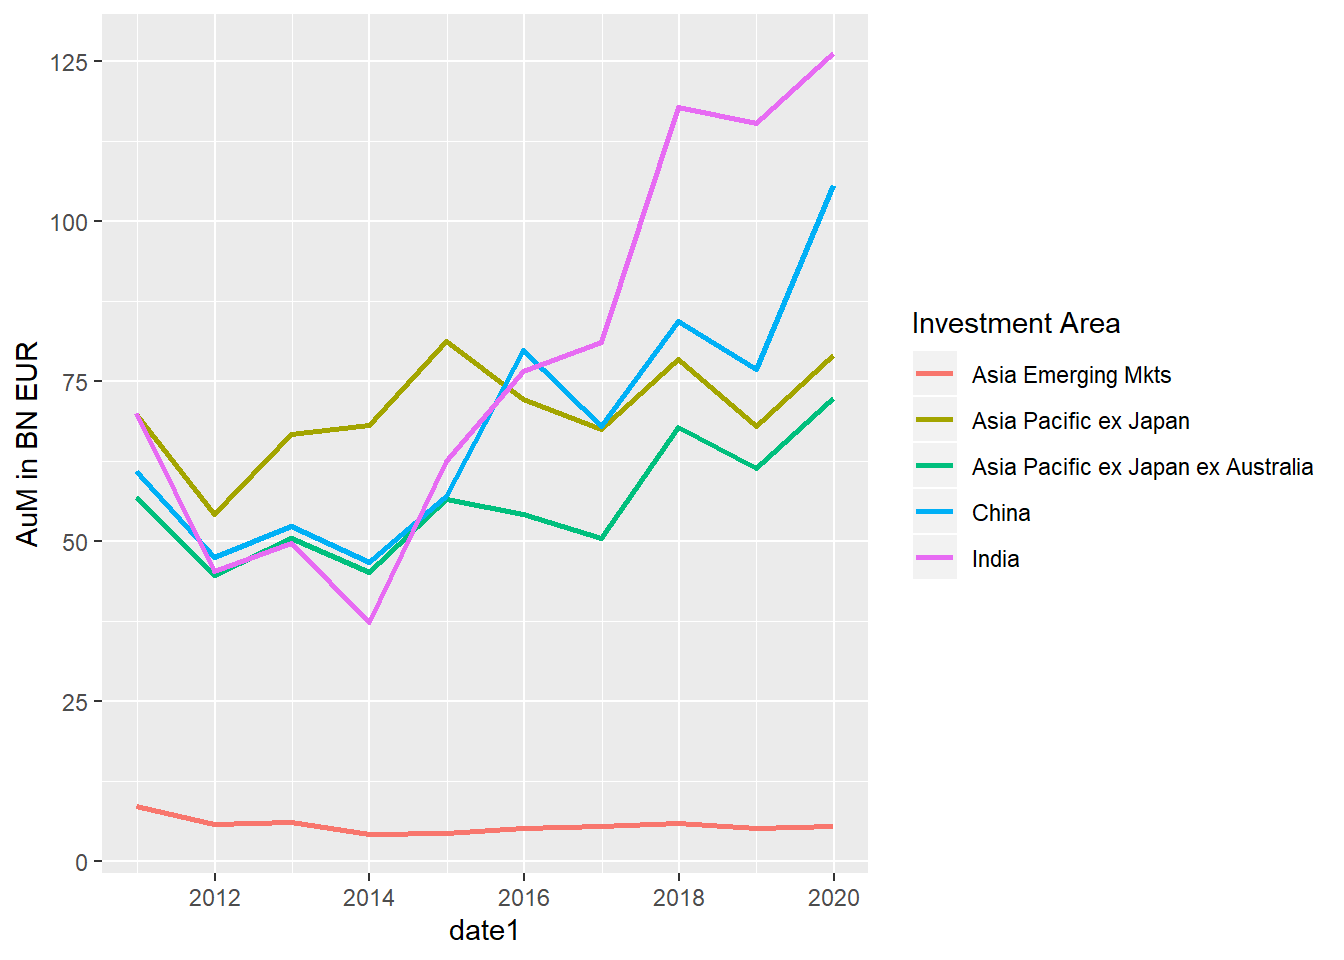 125
100
75
50
25
0
AuM in BN EUR
2012 2014 2016 2018 2020
date1
Investment Area
Asia Emerging Mkts
Asia Pacific ex Japan
Asia Pacific ex Japan ex Australia
China
India